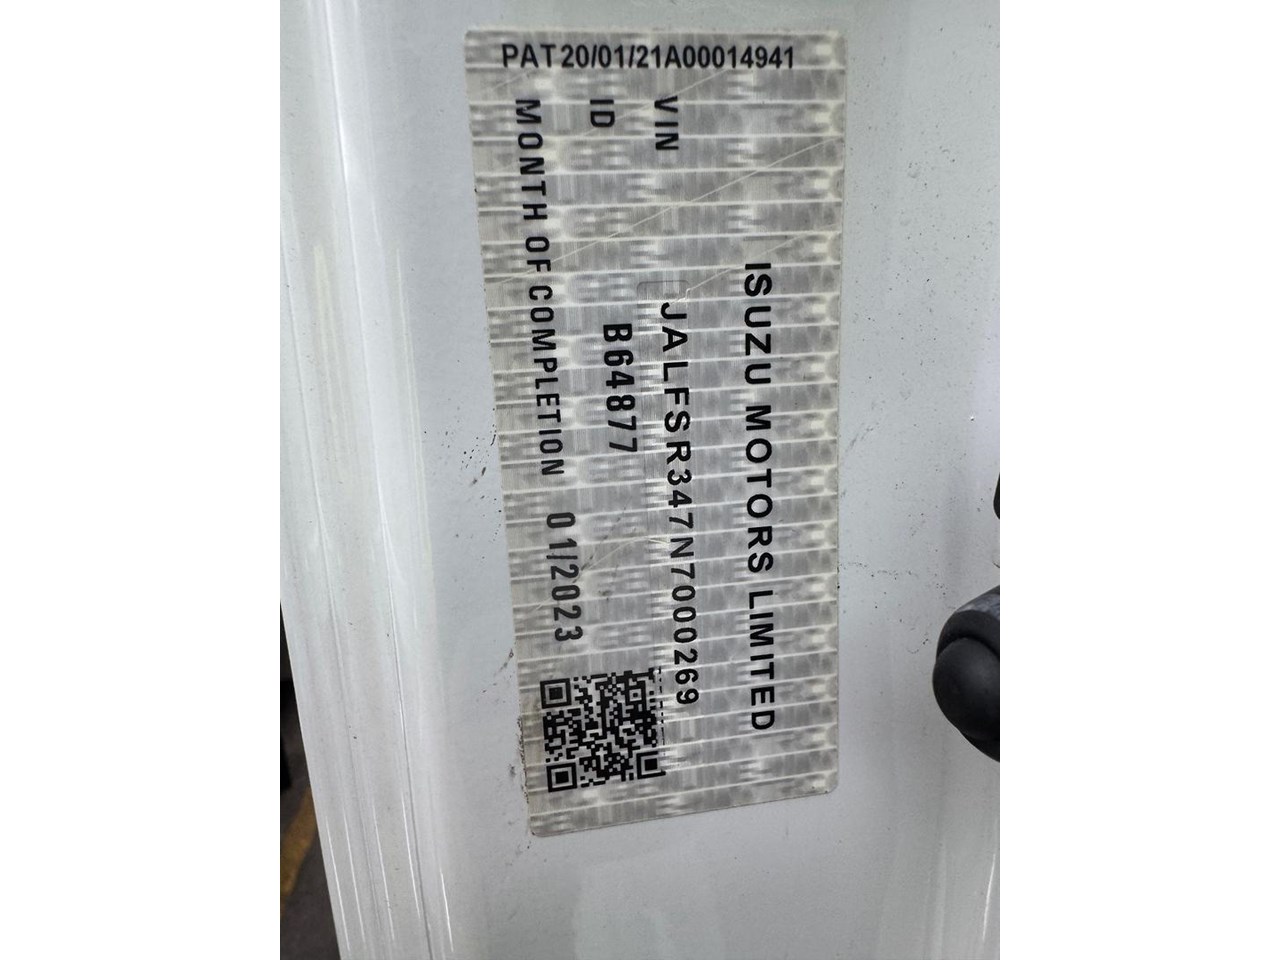 PAT20/01/21A00014941
ISUZU MOTORS LIMITED
VIN JALFSR347N7000269
ID B64877
MONTH OF COMPLETION 01/2023